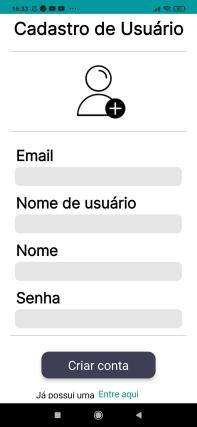 16:33
Cadastro de Usuário
Email
Nome de usuário
Nome
Senha
Criar conta
Já possui uma Entre aqui